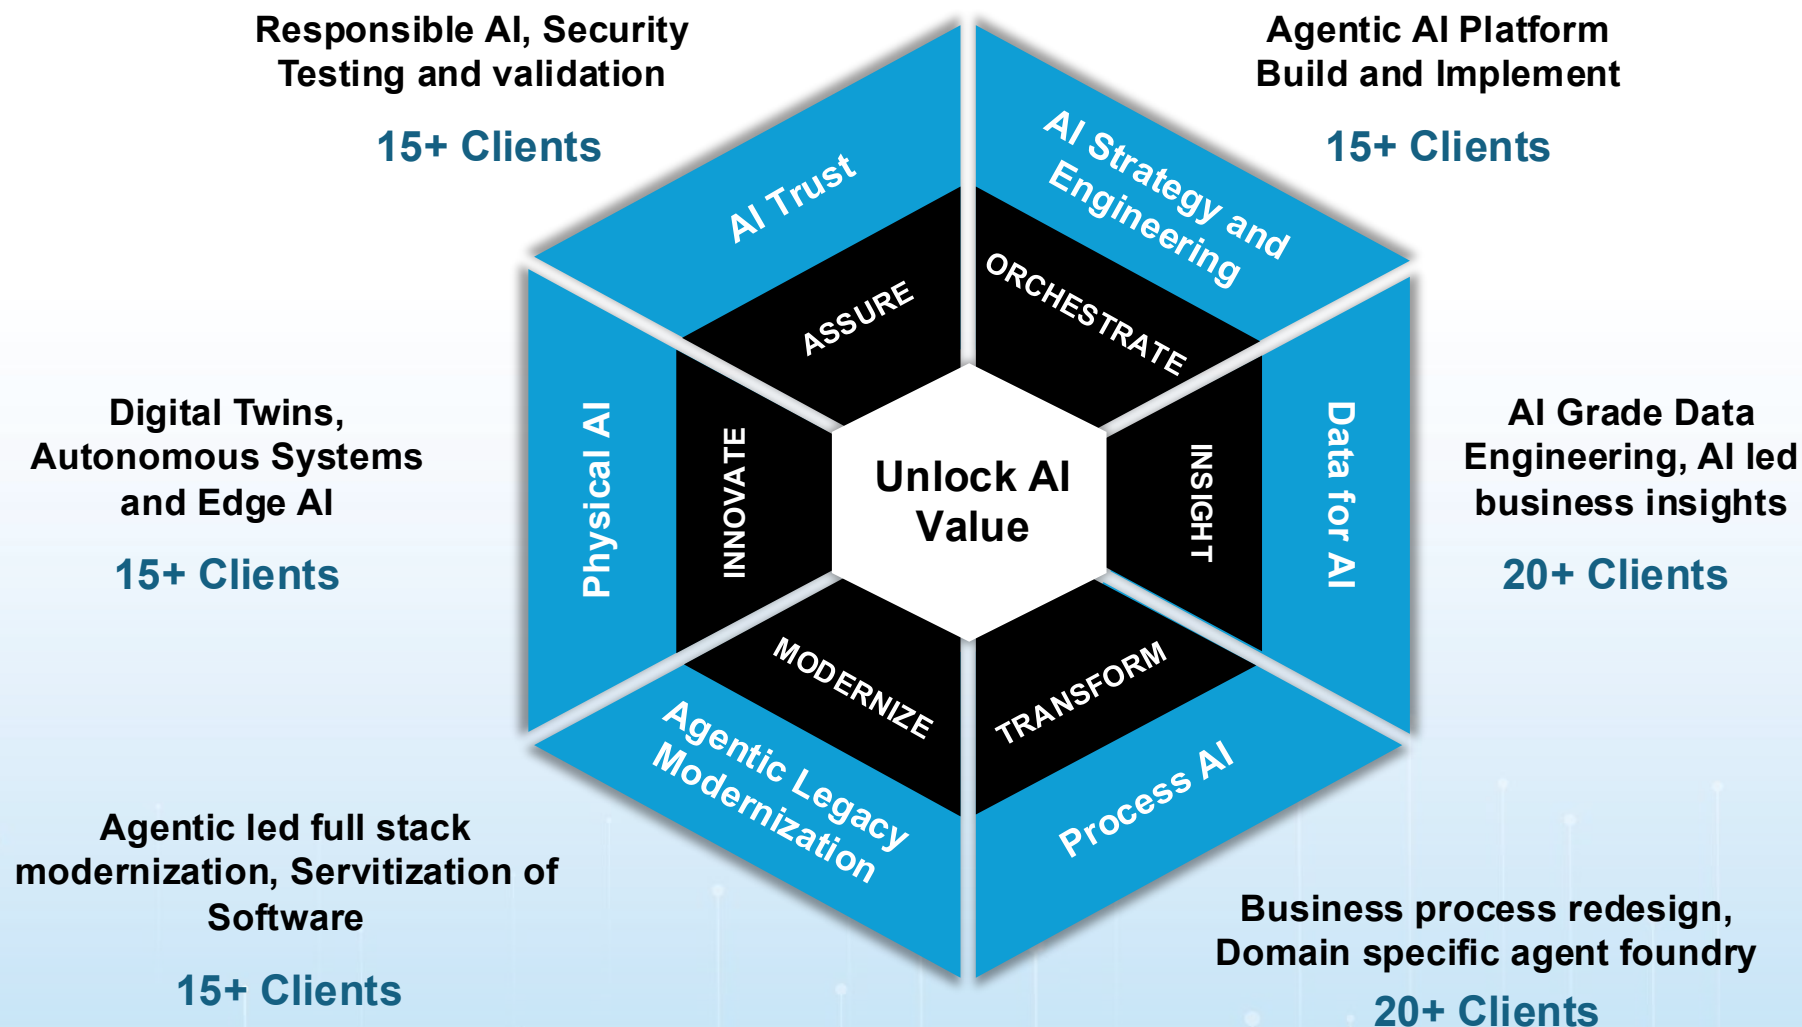 Responsible AI, Security
Testing and validation
15+ Clients
Agentic AI Platform
Build and Implement
15+ Clients
AI Trust
ASSURE
AI Strategy and
Engineering
ORCHESTRATE
Digital Twins,
Autonomous Systems
and Edge AI
15+ Clients
Physical AI
INNOVATE
Unlock AI
Value
INSIGHT
Data for AI
AI Grade Data
Engineering, AI led
business insights
20+ Clients
MODERNIZE
Agentic Legacy
Modernization
TRANSFORM
Process AI
Agentic led full stack
modernization, Servitization of
Software
15+ Clients
Business process redesign,
Domain specific agent foundry
20+ Clients